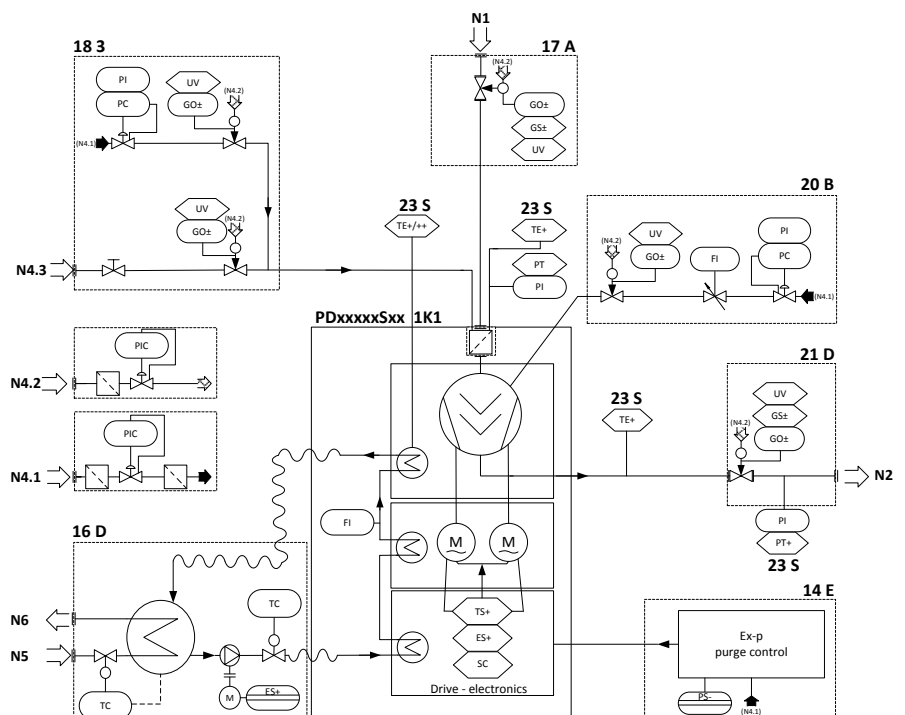 N1
18 3
17 A
PI
PC
UV
GO±
(N4.2)
(N4.1)
(N4.2)
GO±
GS±
UV
20 B
23 S
TE+/++
23 S
TE+
PT
PI
UV
GO±
(N4.2)
N4.3
(N4.2)
UV
GO±
FI
PI
PC
(N4.1)
PDxxxxxSxx 1K1
PIC
N4.2
21 D
UV
GS±
GO±
(N4.2)
23 S
TE+
PIC
N4.1
N2
FI
M
M
PI
PT+
23 S
16 D
14 E
TC
N6
N5
TS+
ES+
SC
Ex-p
purge control
Drive - electronics
TC
M
ES+
PS-
(N4.1)